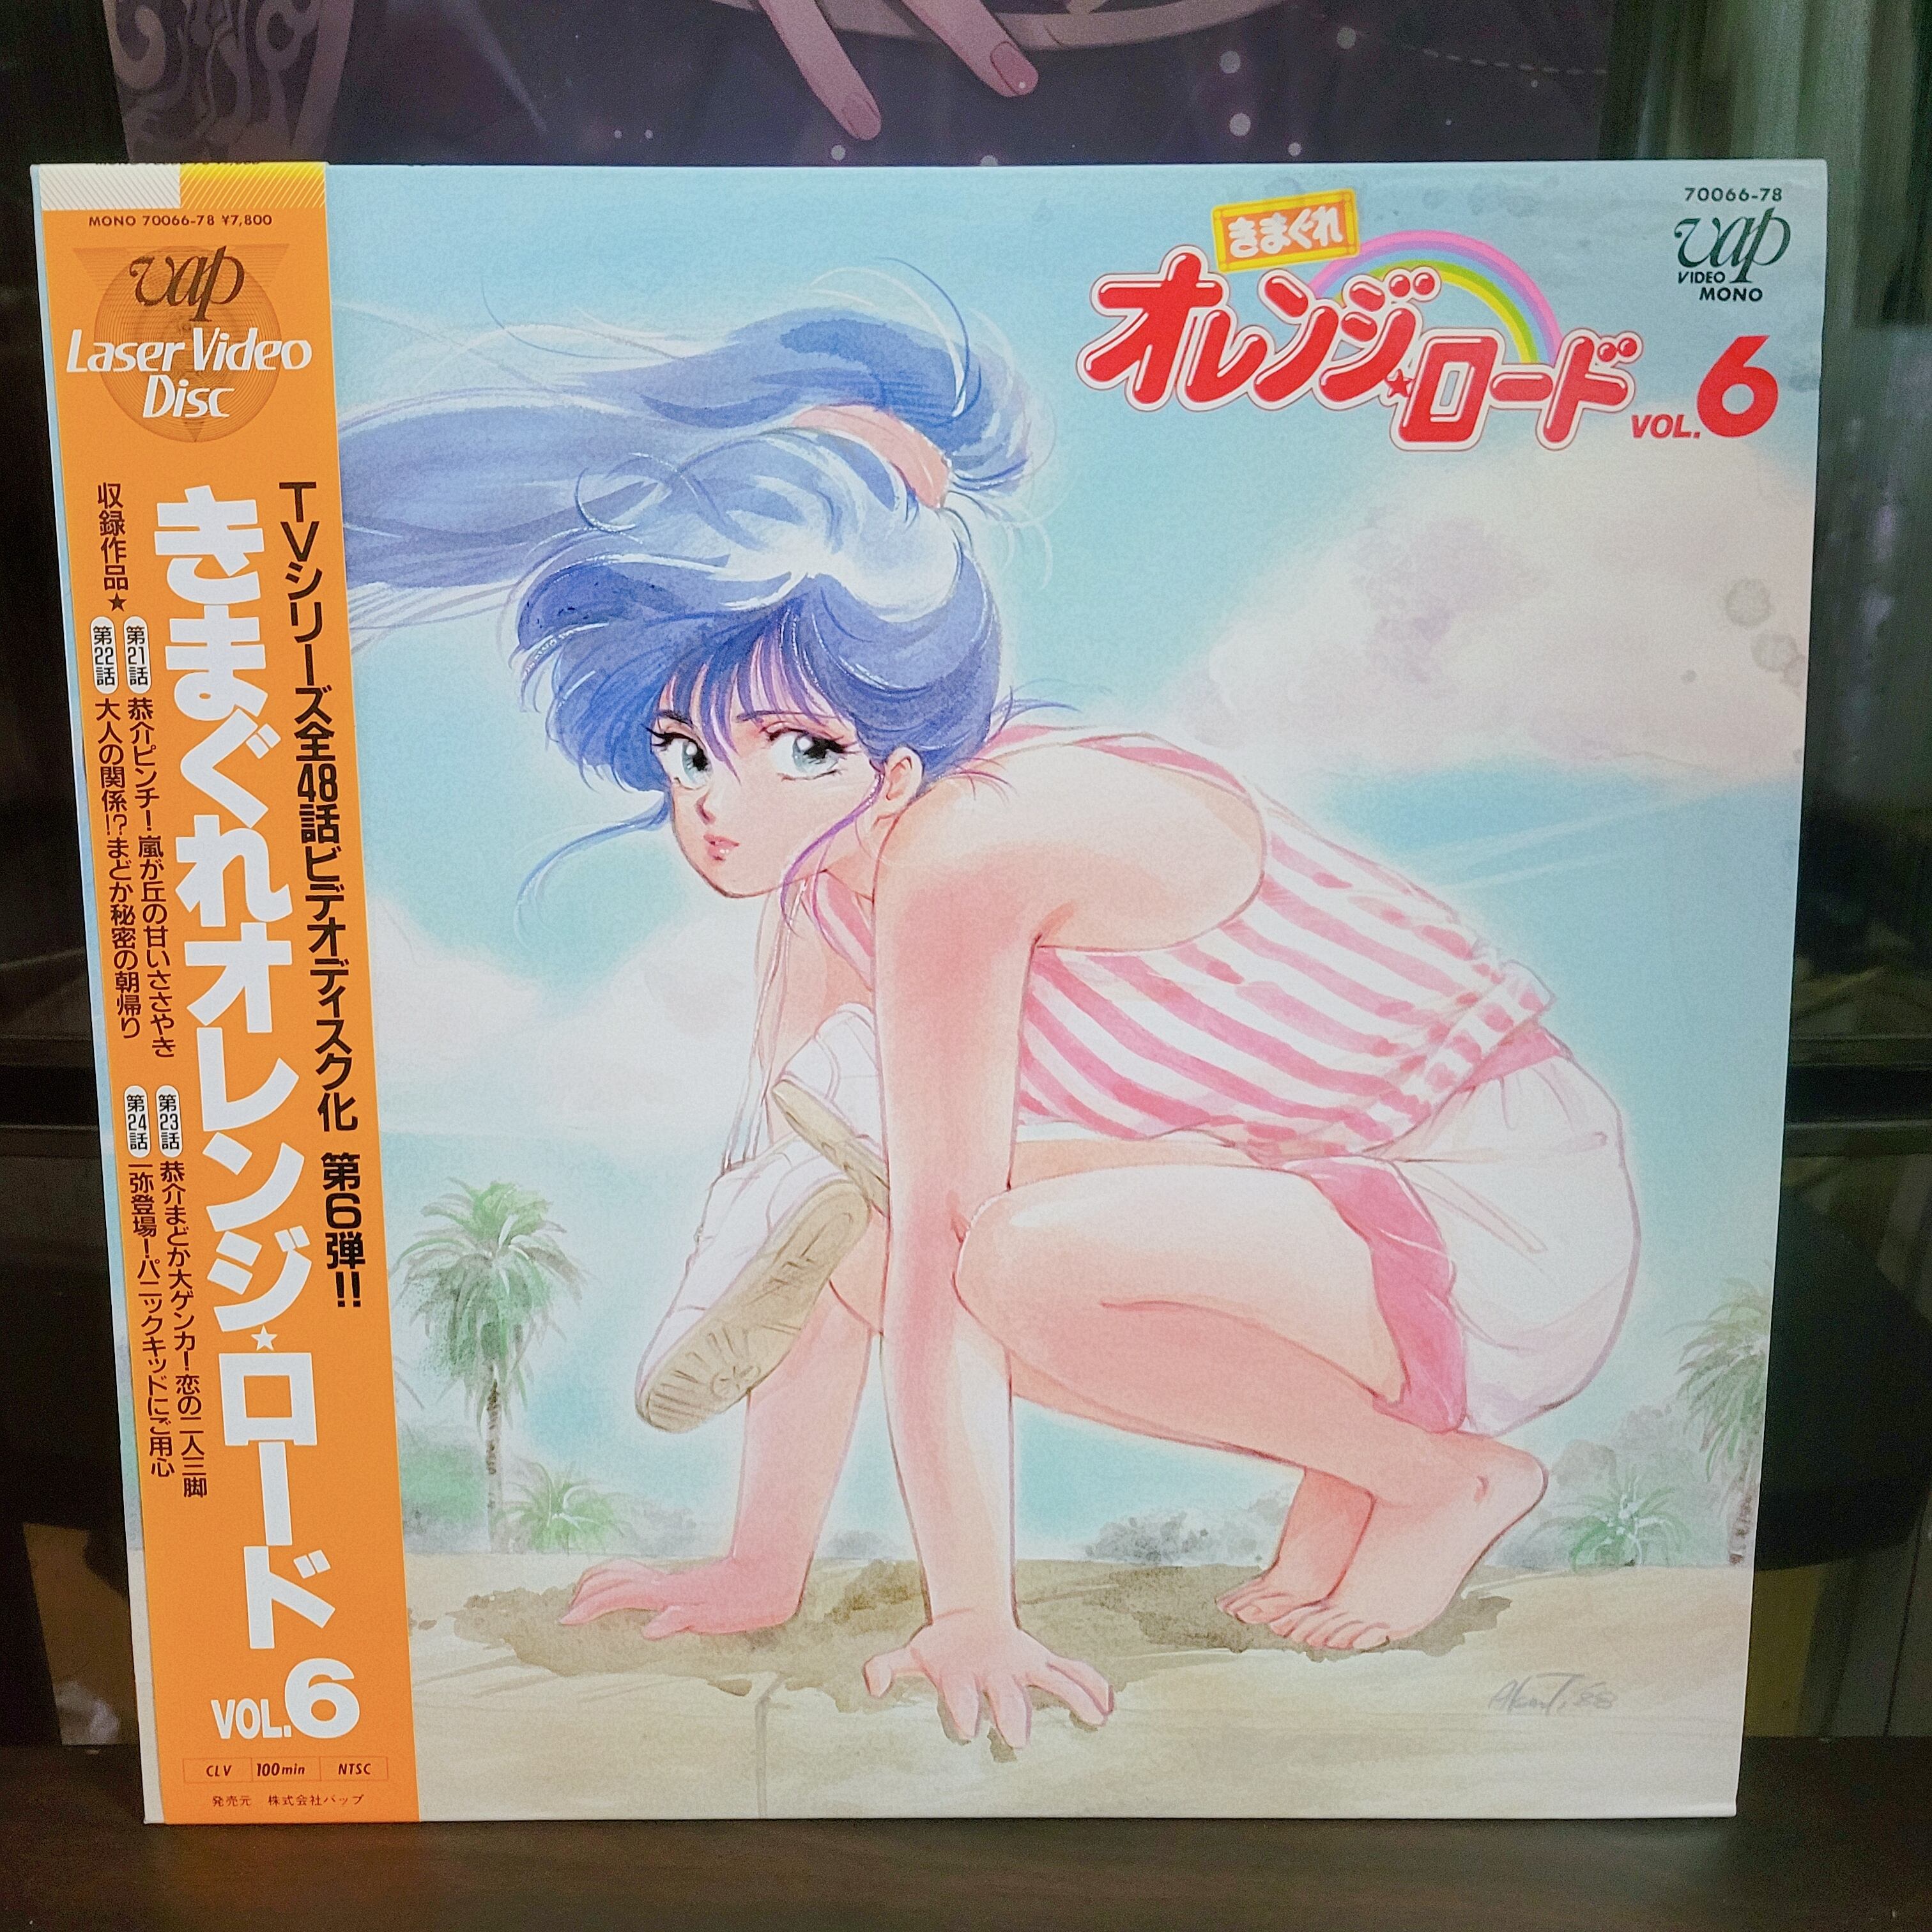 MONO 70066-78 ¥7,800
vap
Laser Video
Disc
TVシリーズ全48話ビデオディスク化 第6弾!!
きまぐれオレンジ★ロード
VOL.6
収録作品★
第21話 恭介ピンチ!嵐が丘の甘いささやき
第22話 大人の関係!?まどか秘密の朝帰り
第23話 恭介まどか大ゲンカ!恋の二人三脚
第24話 一弥登場!パニックキッドにご用心
CLV 100min NTSC
発売元 株式会社バップ
きまぐれ
オレンジ★ロード
VOL.6
70066-78
vap
VIDEO
MONO